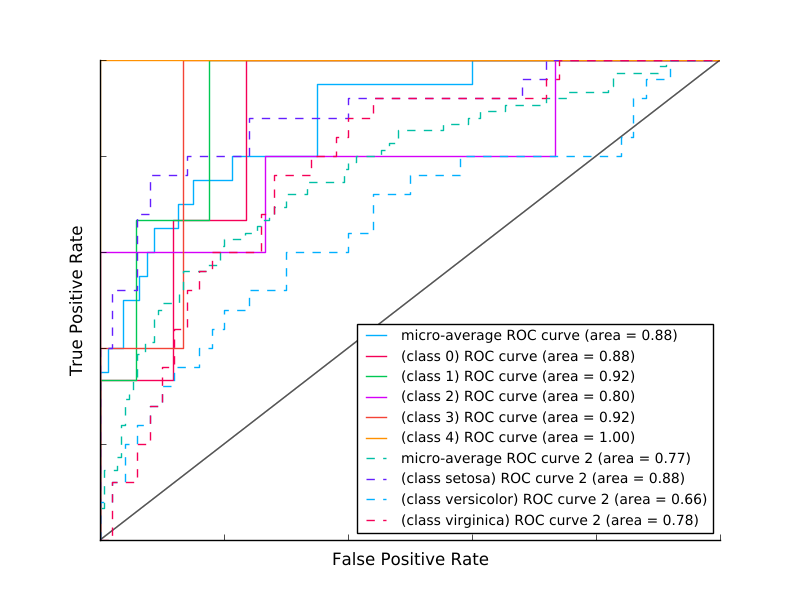 True Positive Rate
micro-average ROC curve (area = 0.88)
(class 0) ROC curve (area = 0.88)
(class 1) ROC curve (area = 0.92)
(class 2) ROC curve (area = 0.80)
(class 3) ROC curve (area = 0.92)
(class 4) ROC curve (area = 1.00)
micro-average ROC curve 2 (area = 0.77)
(class setosa) ROC curve 2 (area = 0.88)
(class versicolor) ROC curve 2 (area = 0.66)
(class virginica) ROC curve 2 (area = 0.78)
False Positive Rate